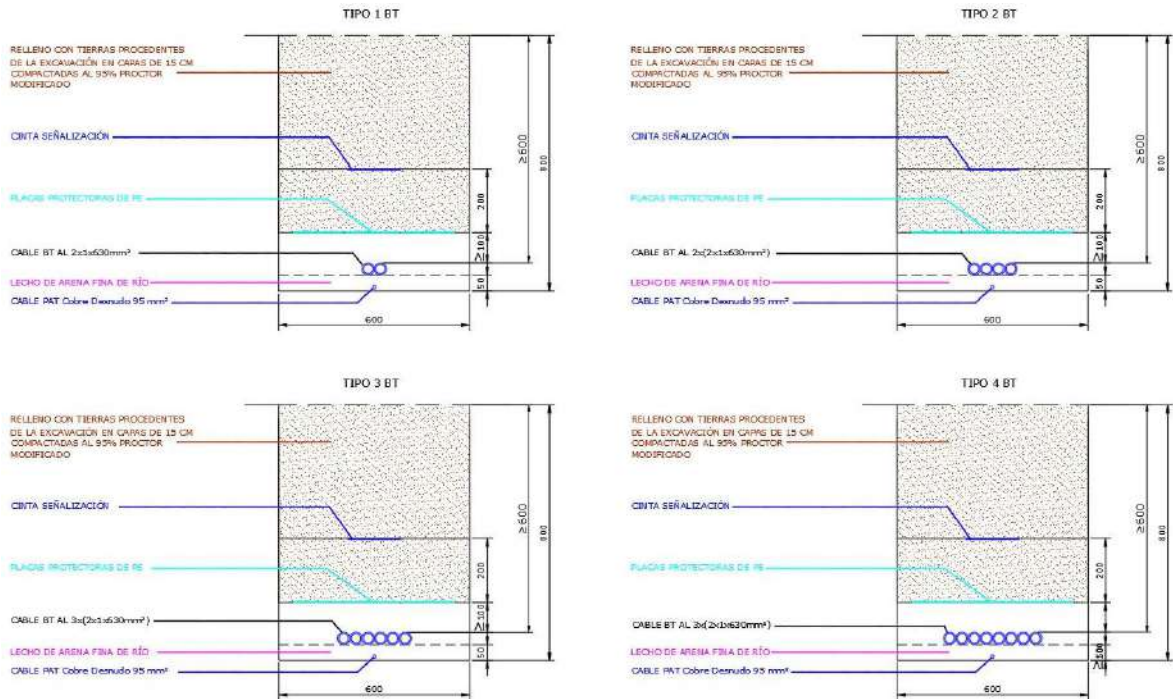 TIPO 1 BT
RELLENO CON TIERRAS PROCEDENTES
DE LA EXCAVACIÓN EN CAPAS DE 15 CM
COMPACTADAS AL 95% PROCTOR
MODIFICADO
CINTA SEÑALIZACIÓN
PLACAS PROTECTORAS DE PE
CABLE BT AL 2x1x630mm²
LECHO DE ARENA FINA DE RÍO
CABLE PAT Cobre Desnudo 95 mm²
≥600
800
200
≥100
50
600
TIPO 2 BT
RELLENO CON TIERRAS PROCEDENTES
DE LA EXCAVACIÓN EN CAPAS DE 15 CM
COMPACTADAS AL 95% PROCTOR
MODIFICADO
CINTA SEÑALIZACIÓN
PLACAS PROTECTORAS DE PE
CABLE BT AL 2x(2x1x630mm²)
LECHO DE ARENA FINA DE RÍO
CABLE PAT Cobre Desnudo 95 mm²
≥600
800
200
≥100
50
600
TIPO 3 BT
RELLENO CON TIERRAS PROCEDENTES
DE LA EXCAVACIÓN EN CAPAS DE 15 CM
COMPACTADAS AL 95% PROCTOR
MODIFICADO
CINTA SEÑALIZACIÓN
PLACAS PROTECTORAS DE PE
CABLE BT AL 3x(2x1x630mm²)
LECHO DE ARENA FINA DE RÍO
CABLE PAT Cobre Desnudo 95 mm²
≥600
800
200
≥100
50
600
TIPO 4 BT
RELLENO CON TIERRAS PROCEDENTES
DE LA EXCAVACIÓN EN CAPAS DE 15 CM
COMPACTADAS AL 95% PROCTOR
MODIFICADO
CINTA SEÑALIZACIÓN
PLACAS PROTECTORAS DE PE
CABLE BT AL 3x(2x1x630mm²)
LECHO DE ARENA FINA DE RÍO
CABLE PAT Cobre Desnudo 95 mm²
≥600
800
200
600